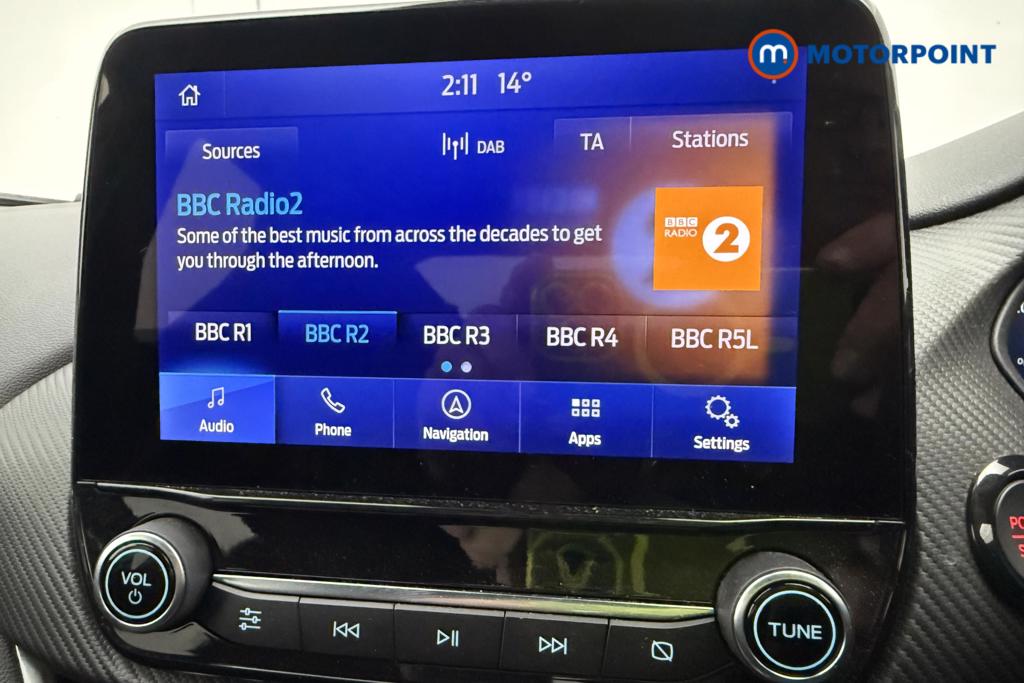 m MOTORPOINT
2:11 14°
Sources DAB TA Stations
BBC Radio2
Some of the best music from across the decades to get
you through the afternoon.
BBC
RADIO 2
BBC R1 BBC R2 BBC R3 BBC R4 BBC R5L
Audio Phone Navigation Apps Settings
VOL
TUNE